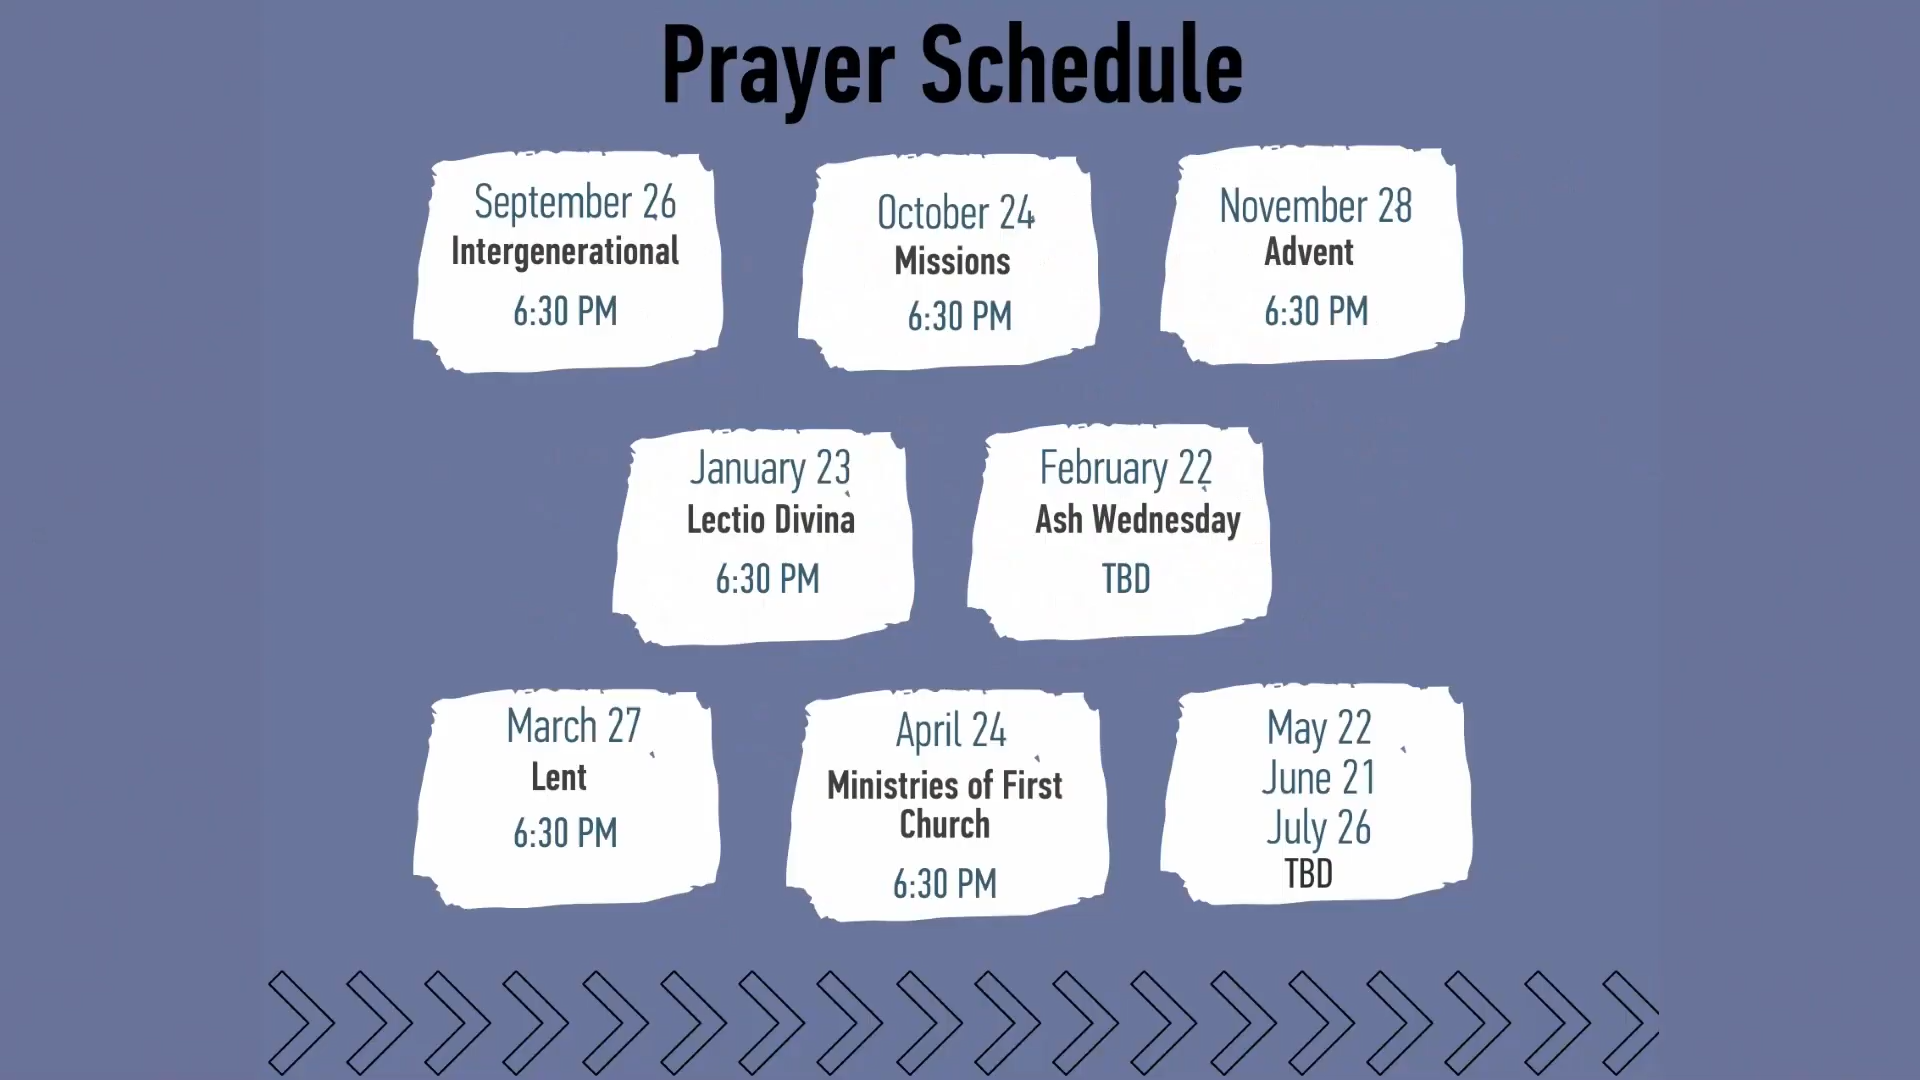 Prayer Schedule
September 26
Intergenerational
6:30 PM
October 24
Missions
6:30 PM
November 28
Advent
6:30 PM
January 23
Lectio Divina
6:30 PM
February 22
Ash Wednesday
TBD
March 27
Lent
6:30 PM
April 24
Ministries of First
Church
6:30 PM
May 22
June 21
July 26
TBD